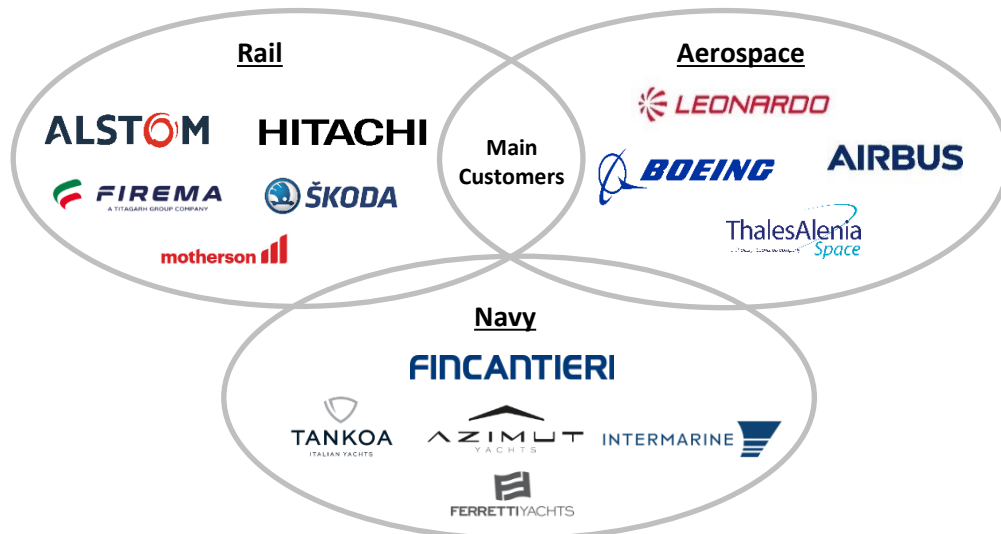 Rail
ALSTOM
HITACHI
FIREMA
A TITAGARH GROUP COMPANY
ŠKODA
motherson
Main
Customers
Aerospace
LEONARDO
BOEING
AIRBUS
ThalesAlenia
Space
Navy
FINCANTIERI
TANKOA
ITALIAN YACHTS
AZIMUT
YACHTS
INTERMARINE
FERRETTIYACHTS